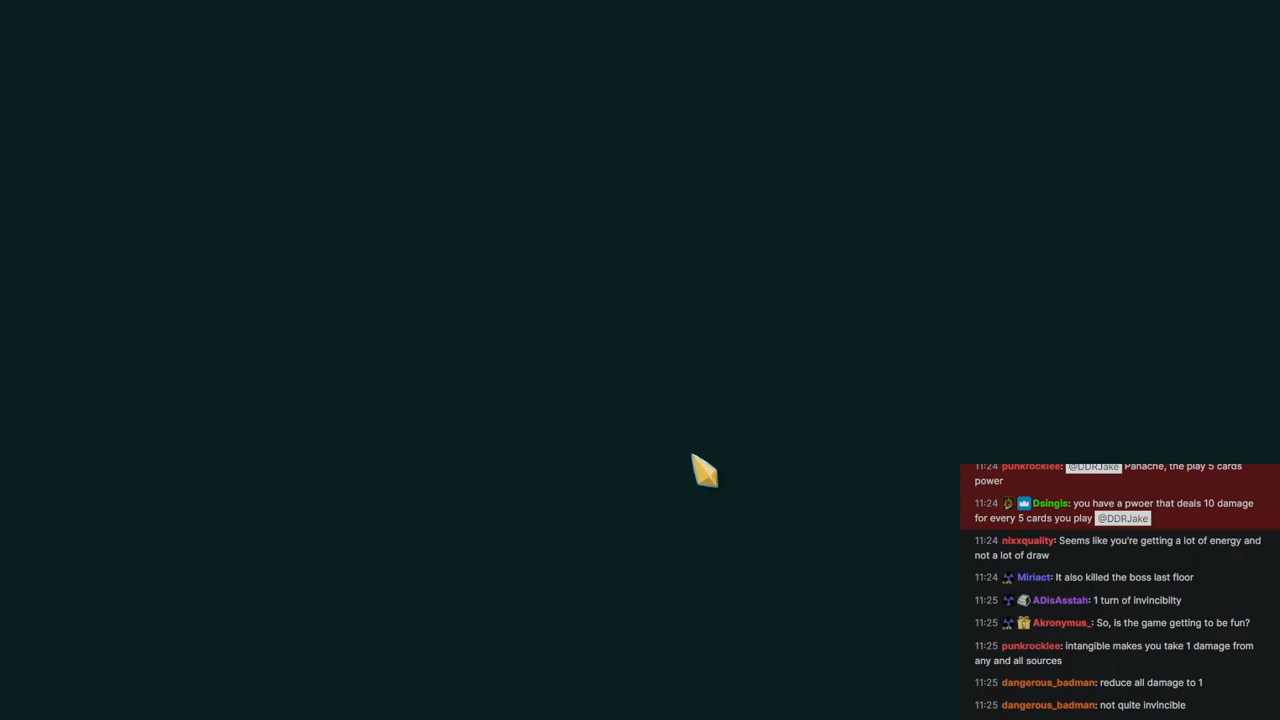 11:24 punkrocklee: @DDRJake Panache, the play 5 cards
power
11:24 Dsingis: you have a pwoer that deals 10 damage
for every 5 cards you play @DDRJake
11:24 nixxquality: Seems like you're getting a lot of energy and
not a lot of draw
11:24 Miriact: It also killed the boss last floor
11:25 ADisAsstah: 1 turn of invinciblity
11:25 Akronymus_: So, is the game getting to be fun?
11:25 punkrocklee: intangible makes you take 1 damage from
any and all sources
11:25 dangerous_badman: reduce all damage to 1
11:25 dangerous_badman: not quite invincible